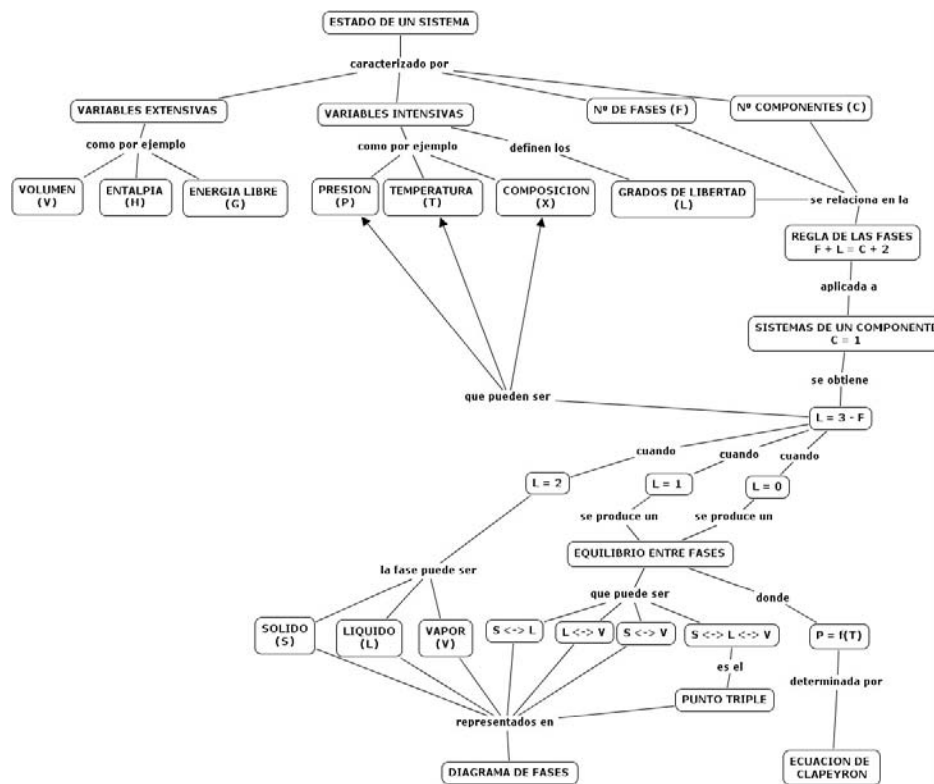 ESTADO DE UN SISTEMA
caracterizado por
VARIABLES EXTENSIVAS
VARIABLES INTENSIVAS
Nº DE FASES (F)
Nº COMPONENTES (C)
como por ejemplo
como por ejemplo
definen los
VOLUMEN
(V)
ENTALPIA
(H)
ENERGIA LIBRE
(G)
PRESION
(P)
TEMPERATURA
(T)
COMPOSICION
(X)
GRADOS DE LIBERTAD
(L)
se relaciona en la
REGLA DE LAS FASES
F + L = C + 2
aplicada a
SISTEMAS DE UN COMPONENTE
C = 1
se obtiene
que pueden ser
L = 3 - F
cuando
cuando
cuando
L = 2
L = 1
L = 0
se produce un
se produce un
EQUILIBRIO ENTRE FASES
la fase puede ser
que puede ser
donde
SOLIDO
(S)
LIQUIDO
(L)
VAPOR
(V)
S <-> L
L <-> V
S <-> V
S <-> L <-> V
P = f(T)
es el
determinada por
PUNTO TRIPLE
representados en
DIAGRAMA DE FASES
ECUACION DE
CLAPEYRON